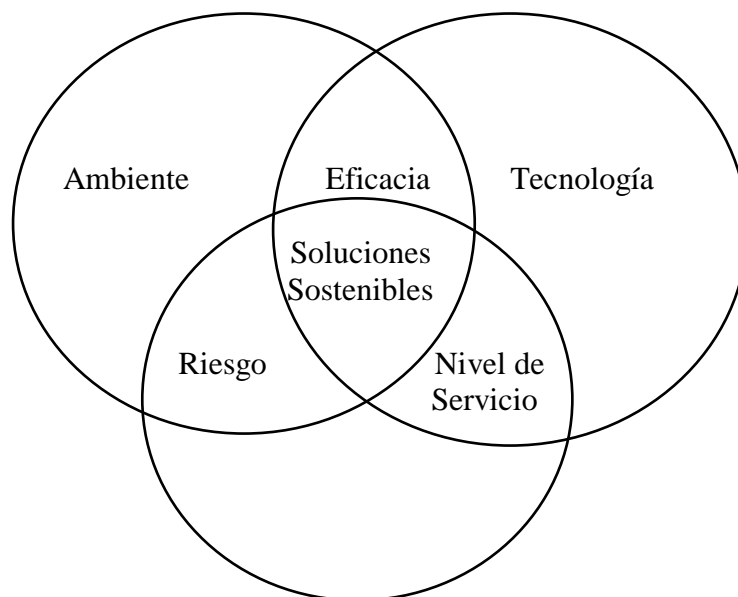 Ambiente
Eficacia
Tecnología
Soluciones
Sostenibles
Riesgo
Nivel de
Servicio